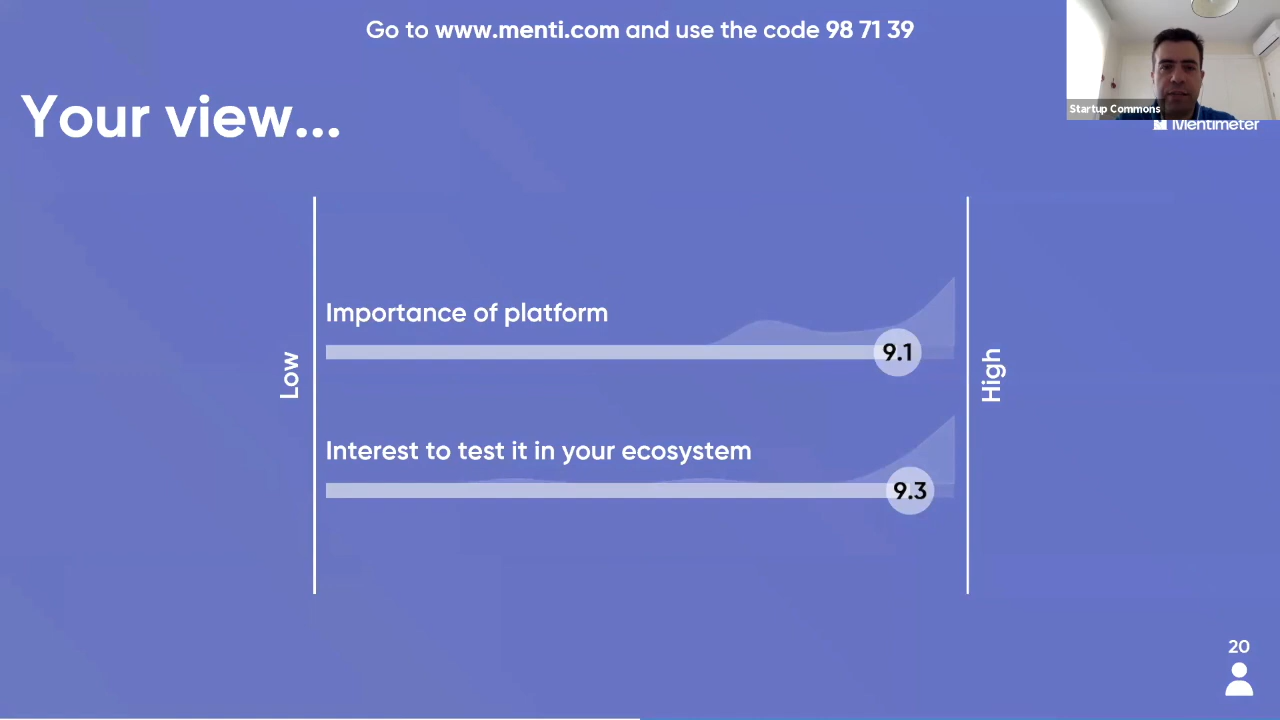 Go to www.menti.com and use the code 98 71 39
Your view...
Startup Commons
Mentimeter
Importance of platform
9.1
Low
High
Interest to test it in your ecosystem
9.3
20